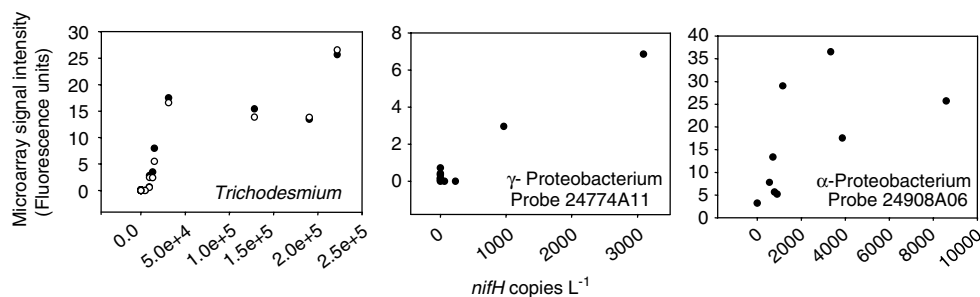 Microarray signal intensity
(Fluorescence units)
30
25
20
15
10
5
0
Trichodesmium
0.0
5.0e+4
1.0e+5
1.5e+5
2.0e+5
2.5e+5
8
6
4
2
0
γ- Proteobacterium
Probe 24774A11
0
1000
2000
3000
40
35
30
25
20
15
10
5
0
α-Proteobacterium
Probe 24908A06
0
2000
4000
6000
8000
10000
nifH copies L⁻¹